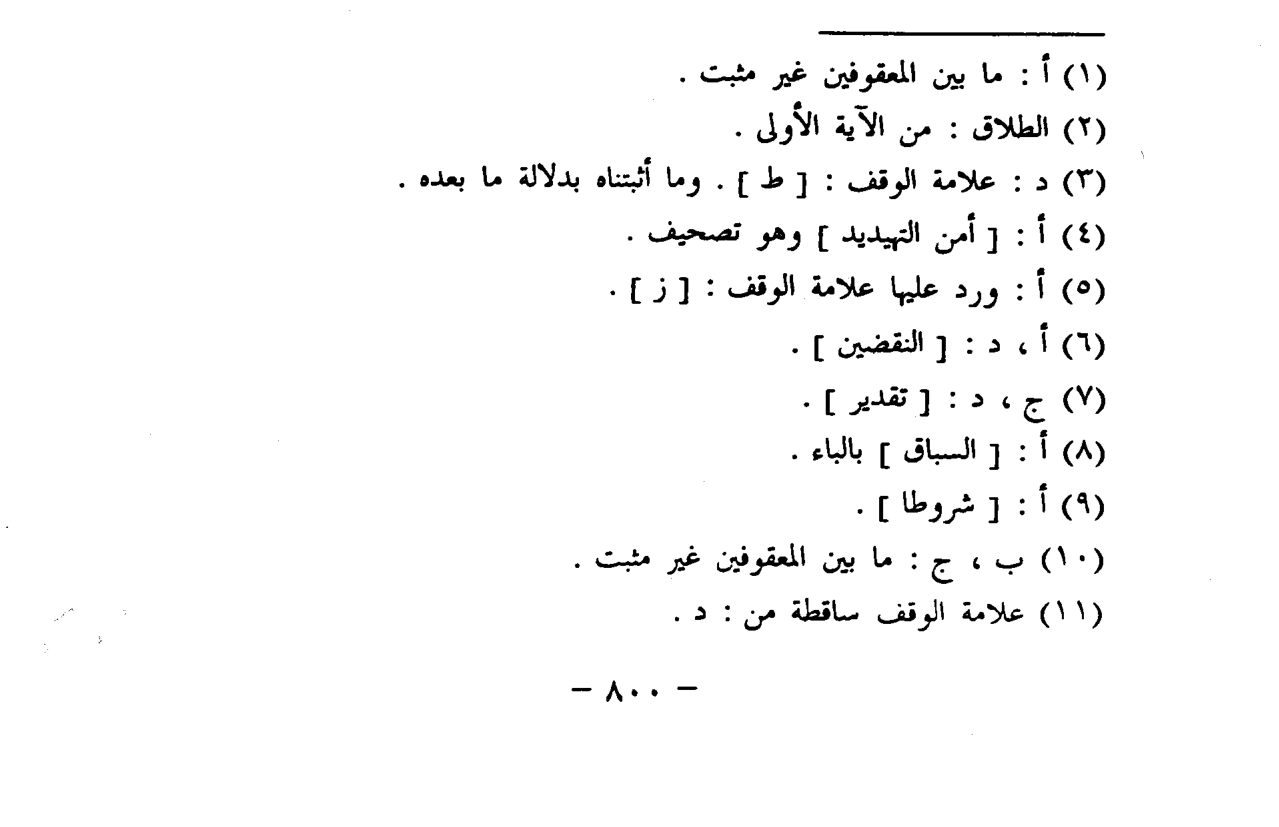 (١) أ : ما بين المعقوفين غير مثبت .
(٢) الطلاق : من الآية الأولى .
(٣) د : علامة الوقف : [ ط ] . وما أثبتناه بدلالة ما بعده .
(٤) أ : [ أمن التهيديد ] وهو تصحيف .
(٥) أ : ورد عليها علامة الوقف : [ ز ] .
(٦) أ ، د : [ النقضين ] .
(٧) ج ، د : [ تقدير ] .
(٨) أ : [ السباق ] بالباء .
(٩) أ : [ شروطا ] .
(١٠) ب ، ج : ما بين المعقوفين غير مثبت .
(١١) علامة الوقف ساقطة من : د .
– ٨٠٠ –